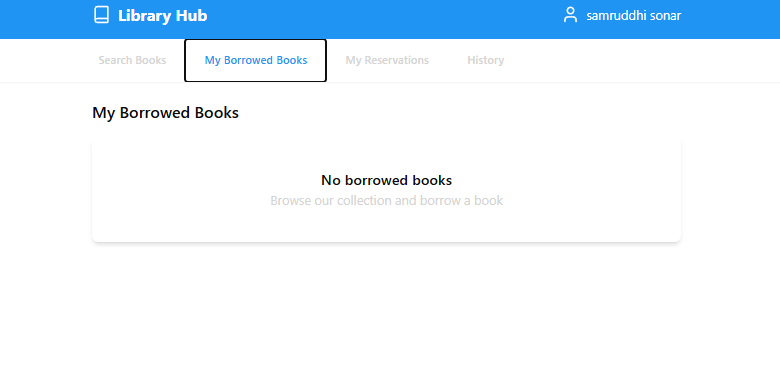 Library Hub
samruddhi sonar
Search Books
My Borrowed Books
My Reservations
History
My Borrowed Books
No borrowed books
Browse our collection and borrow a book